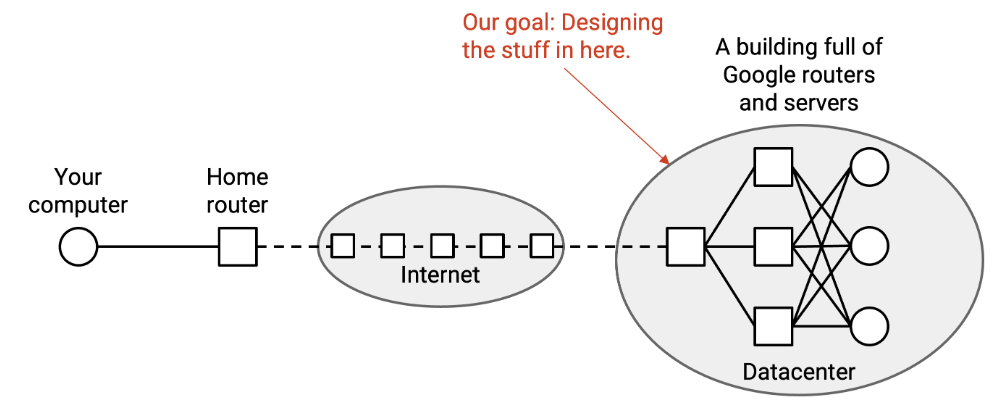 Our goal: Designing
the stuff in here.
A building full of
Google routers
and servers
Your
computer
Home
router
Internet
Datacenter